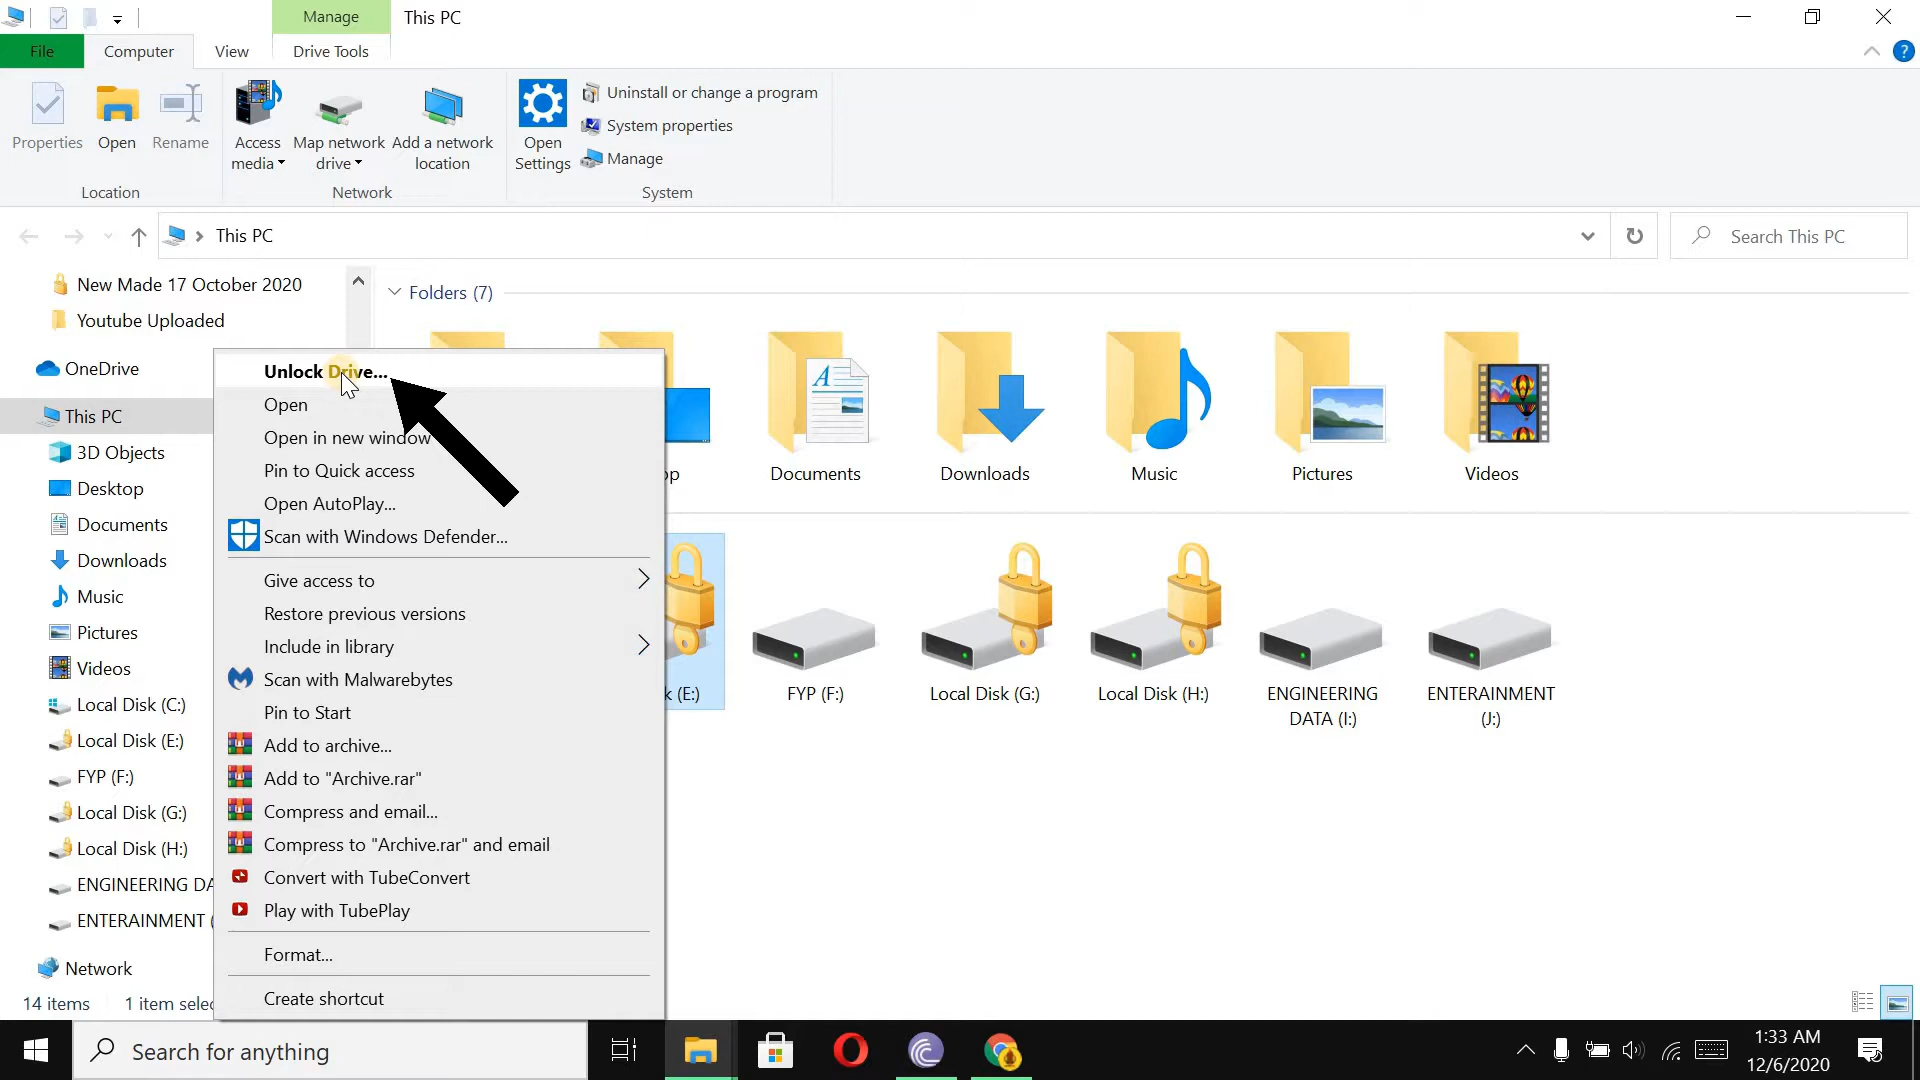 Manage
This PC
File
Computer
View
Drive Tools
Properties
Open
Rename
Access media
Map network drive
Add a network location
Open Settings
Uninstall or change a program
System properties
Manage
Location
Network
System
This PC
Search This PC
New Made 17 October 2020
Youtube Uploaded
OneDrive
This PC
3D Objects
Desktop
Documents
Downloads
Music
Pictures
Videos
Local Disk (C:)
Local Disk (E:)
FYP (F:)
Local Disk (G:)
Local Disk (H:)
ENGINEERING DA
ENTERAINMENT (
Network
14 items
1 item selec
Unlock Drive...
Open
Open in new window
Pin to Quick access
Open AutoPlay...
Scan with Windows Defender...
Give access to
Restore previous versions
Include in library
Scan with Malwarebytes
Pin to Start
Add to archive...
Add to "Archive.rar"
Compress and email...
Compress to "Archive.rar" and email
Convert with TubeConvert
Play with TubePlay
Format...
Create shortcut
Folders (7)
op
Documents
Downloads
Music
Pictures
Videos
k (E:)
FYP (F:)
Local Disk (G:)
Local Disk (H:)
ENGINEERING DATA (I:)
ENTERAINMENT (J:)
Search for anything
1:33 AM
12/6/2020